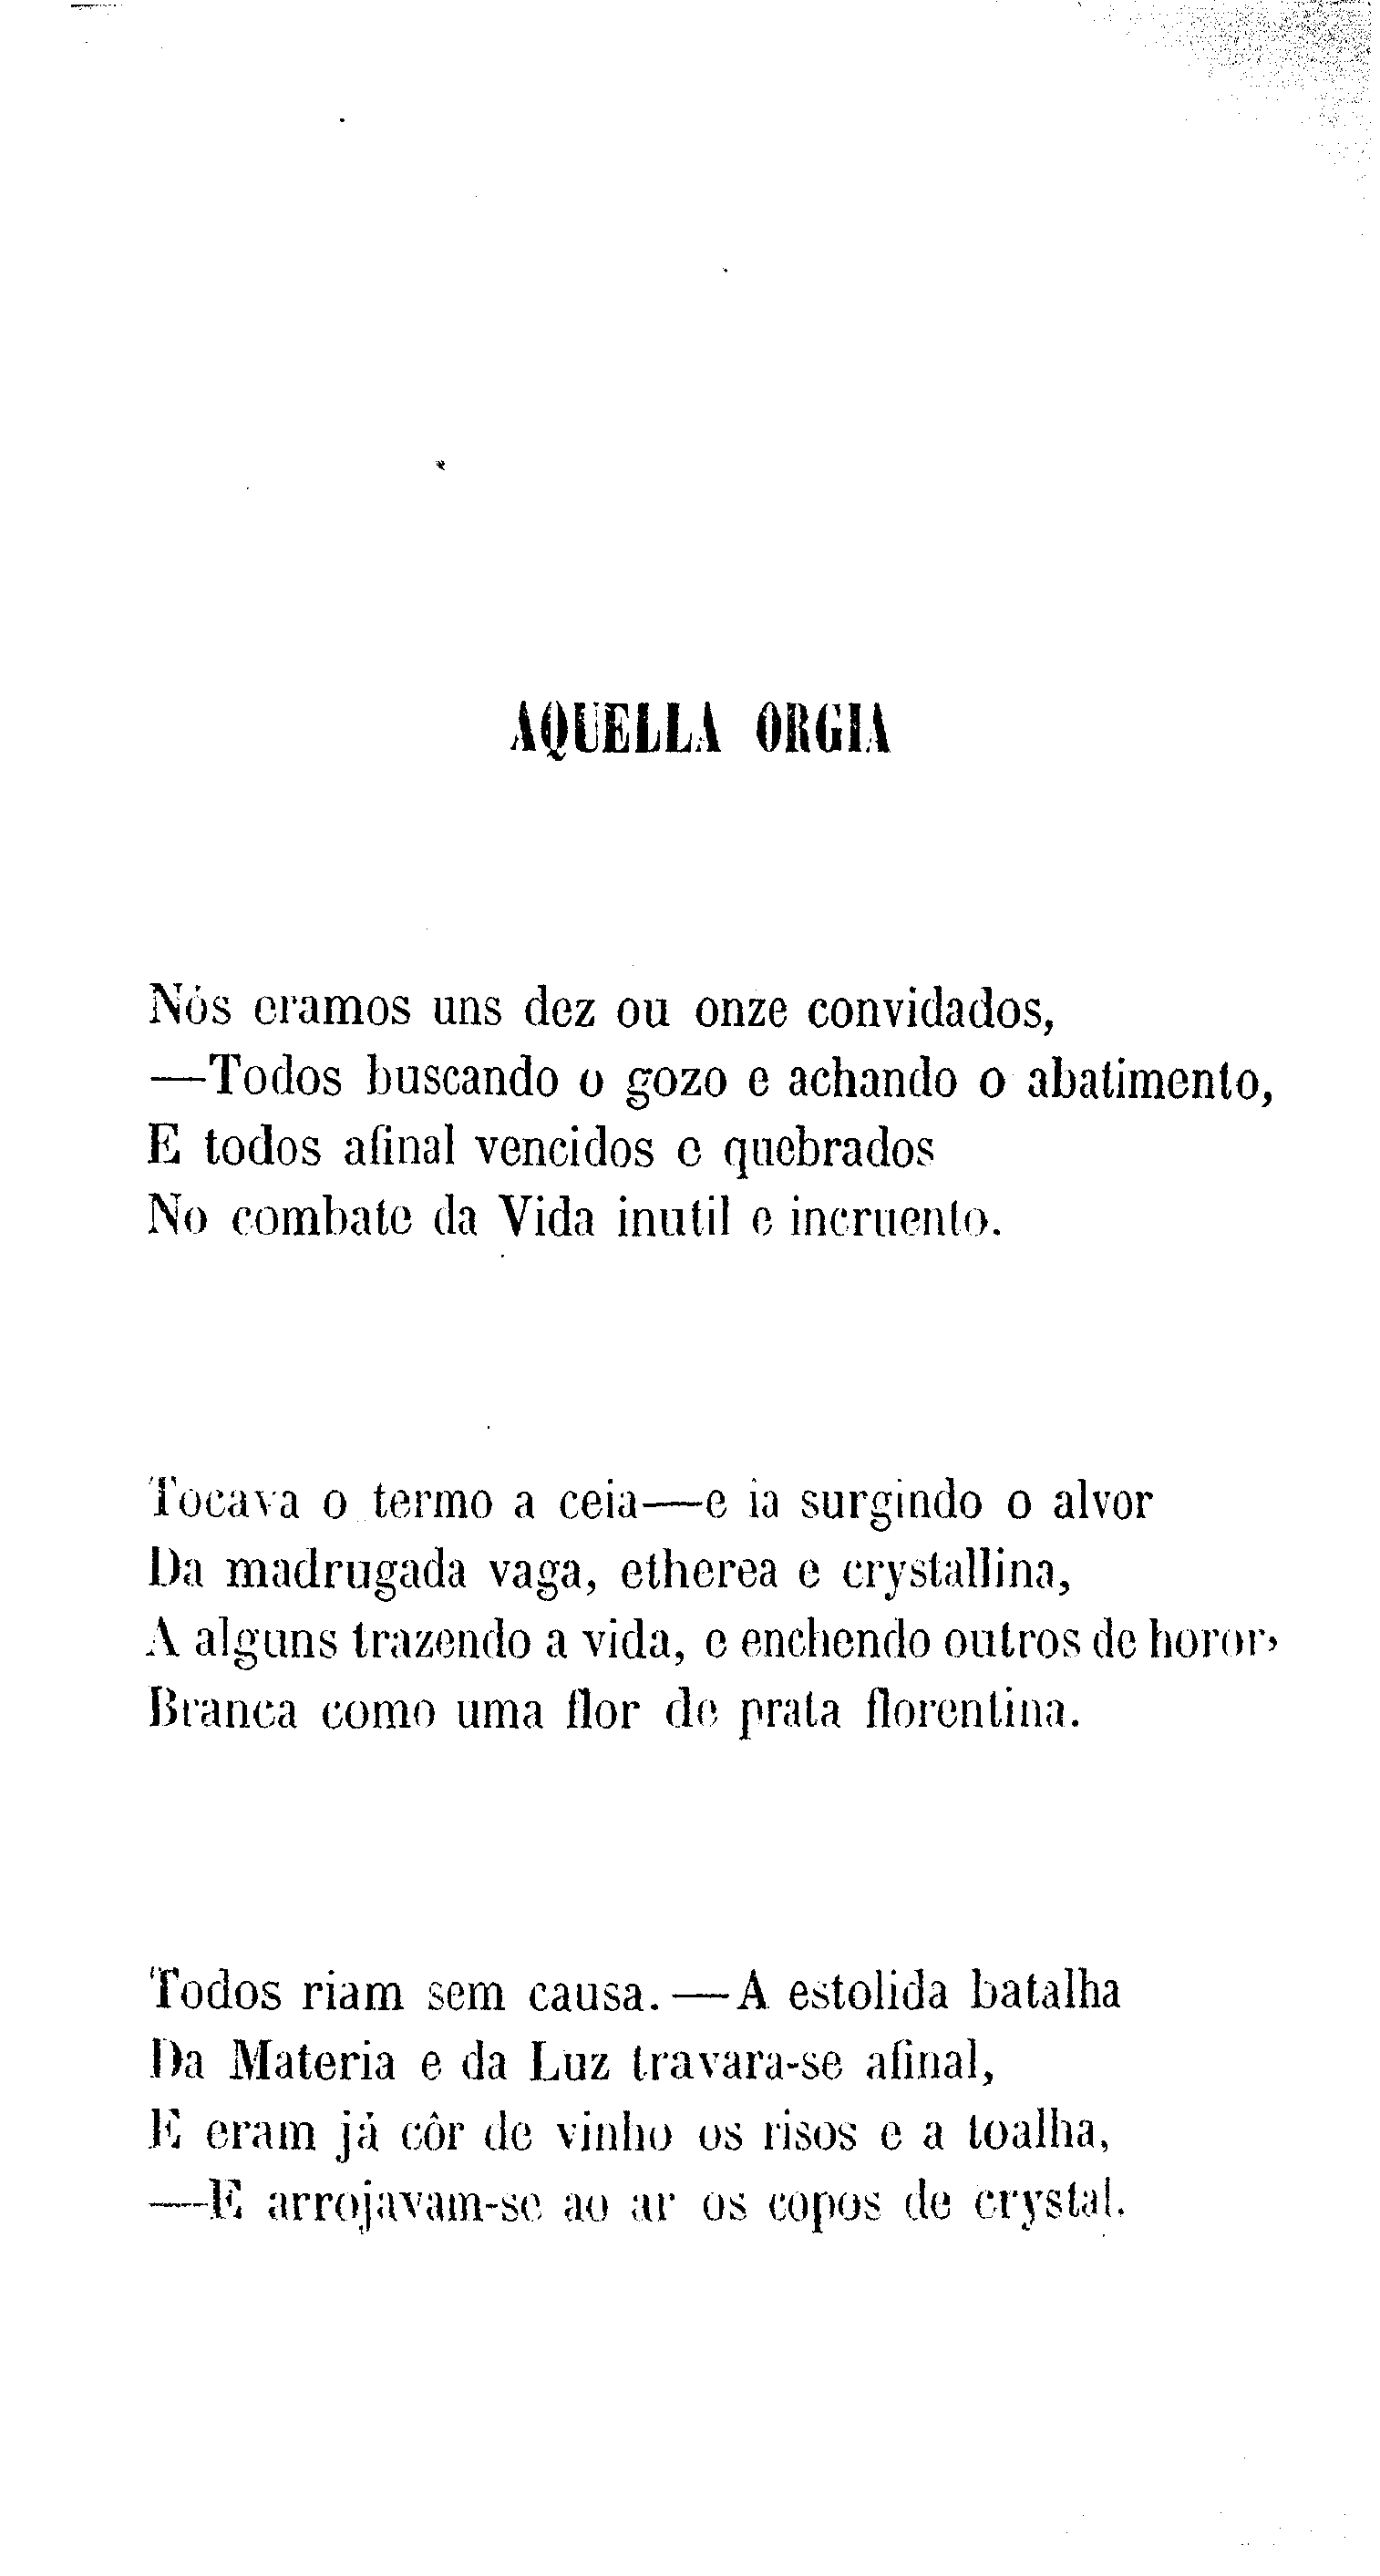 AQUELLA ORGIA
Nós eramos uns dez ou onze convidados,
—Todos buscando o gozo e achando o abatimento,
E todos afinal vencidos e quebrados
No combate da Vida inutil e incruento.
Tocava o termo a ceia—e ia surgindo o alvor
Da madrugada vaga, etherea e crystallina,
A alguns trazendo a vida, e enchendo outros de horor,
Branca como uma flor de prata florentina.
Todos riam sem causa.—A estolida batalha
Da Materia e da Luz travara-se afinal,
E eram já côr de vinho os risos e a toalha,
—E arrojavam-se ao ar os copos de crystal.